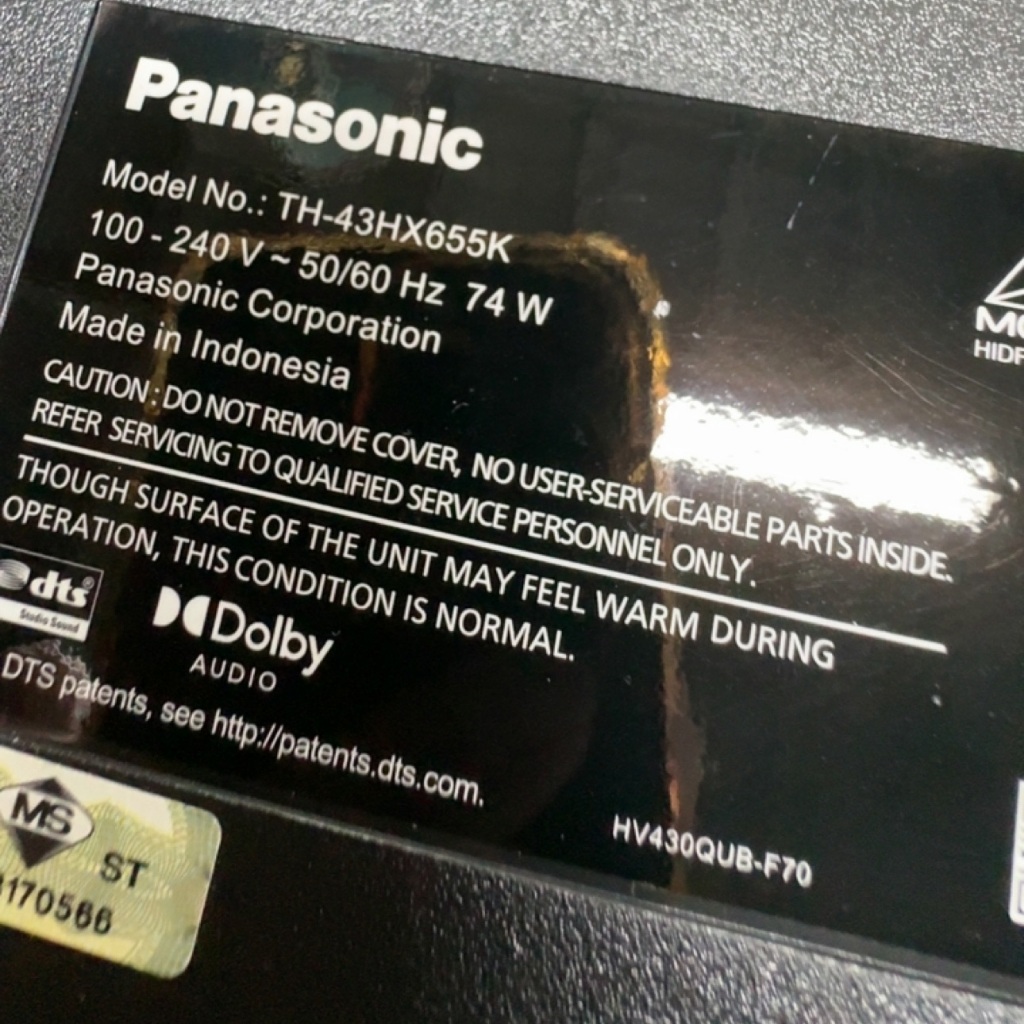 Panasonic
Model No.: TH-43HX655K
100 - 240 V ~ 50/60 Hz 74 W
Panasonic Corporation
Made in Indonesia
CAUTION : DO NOT REMOVE COVER, NO USER-SERVICEABLE PARTS INSIDE.
REFER SERVICING TO QUALIFIED SERVICE PERSONNEL ONLY.
THOUGH SURFACE OF THE UNIT MAY FEEL WARM DURING
OPERATION, THIS CONDITION IS NORMAL.
dts®
Studio Sound
Dolby
AUDIO
DTS patents, see http://patents.dts.com.
HV430QUB-F70
MS
ST